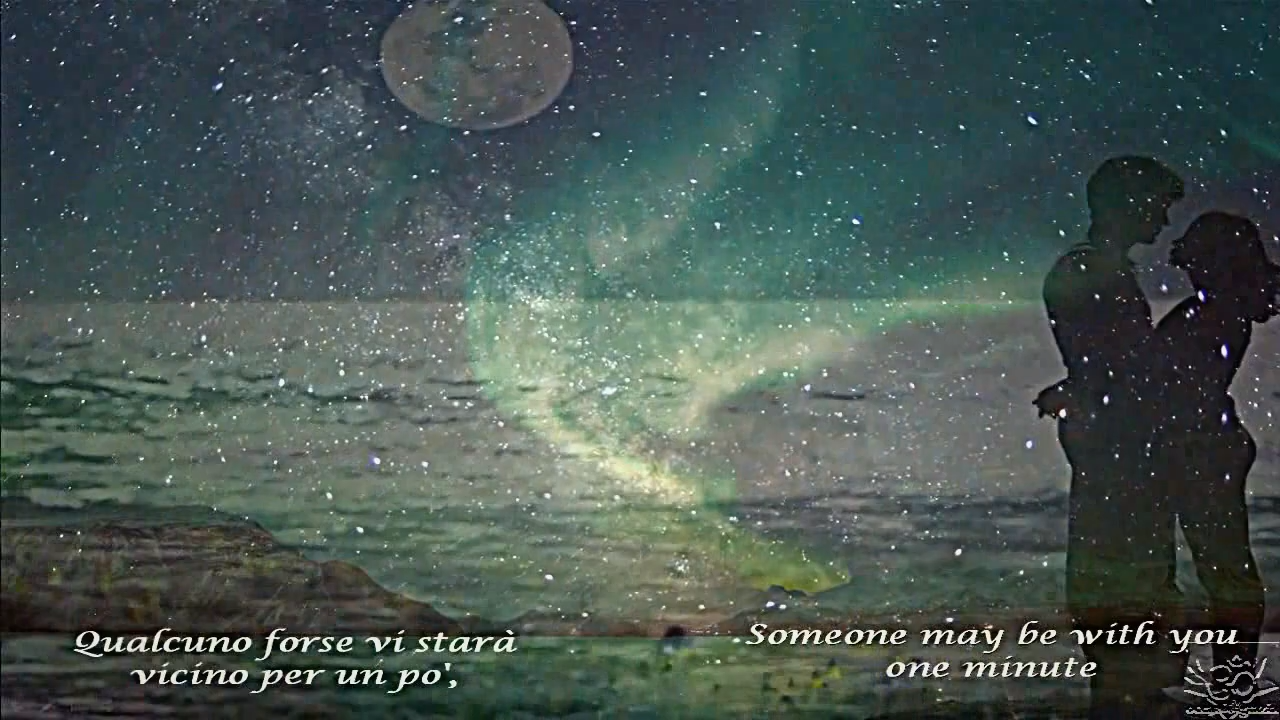 Qualcuno forse vi starà
vicino per un po',
Someone may be with you
one minute